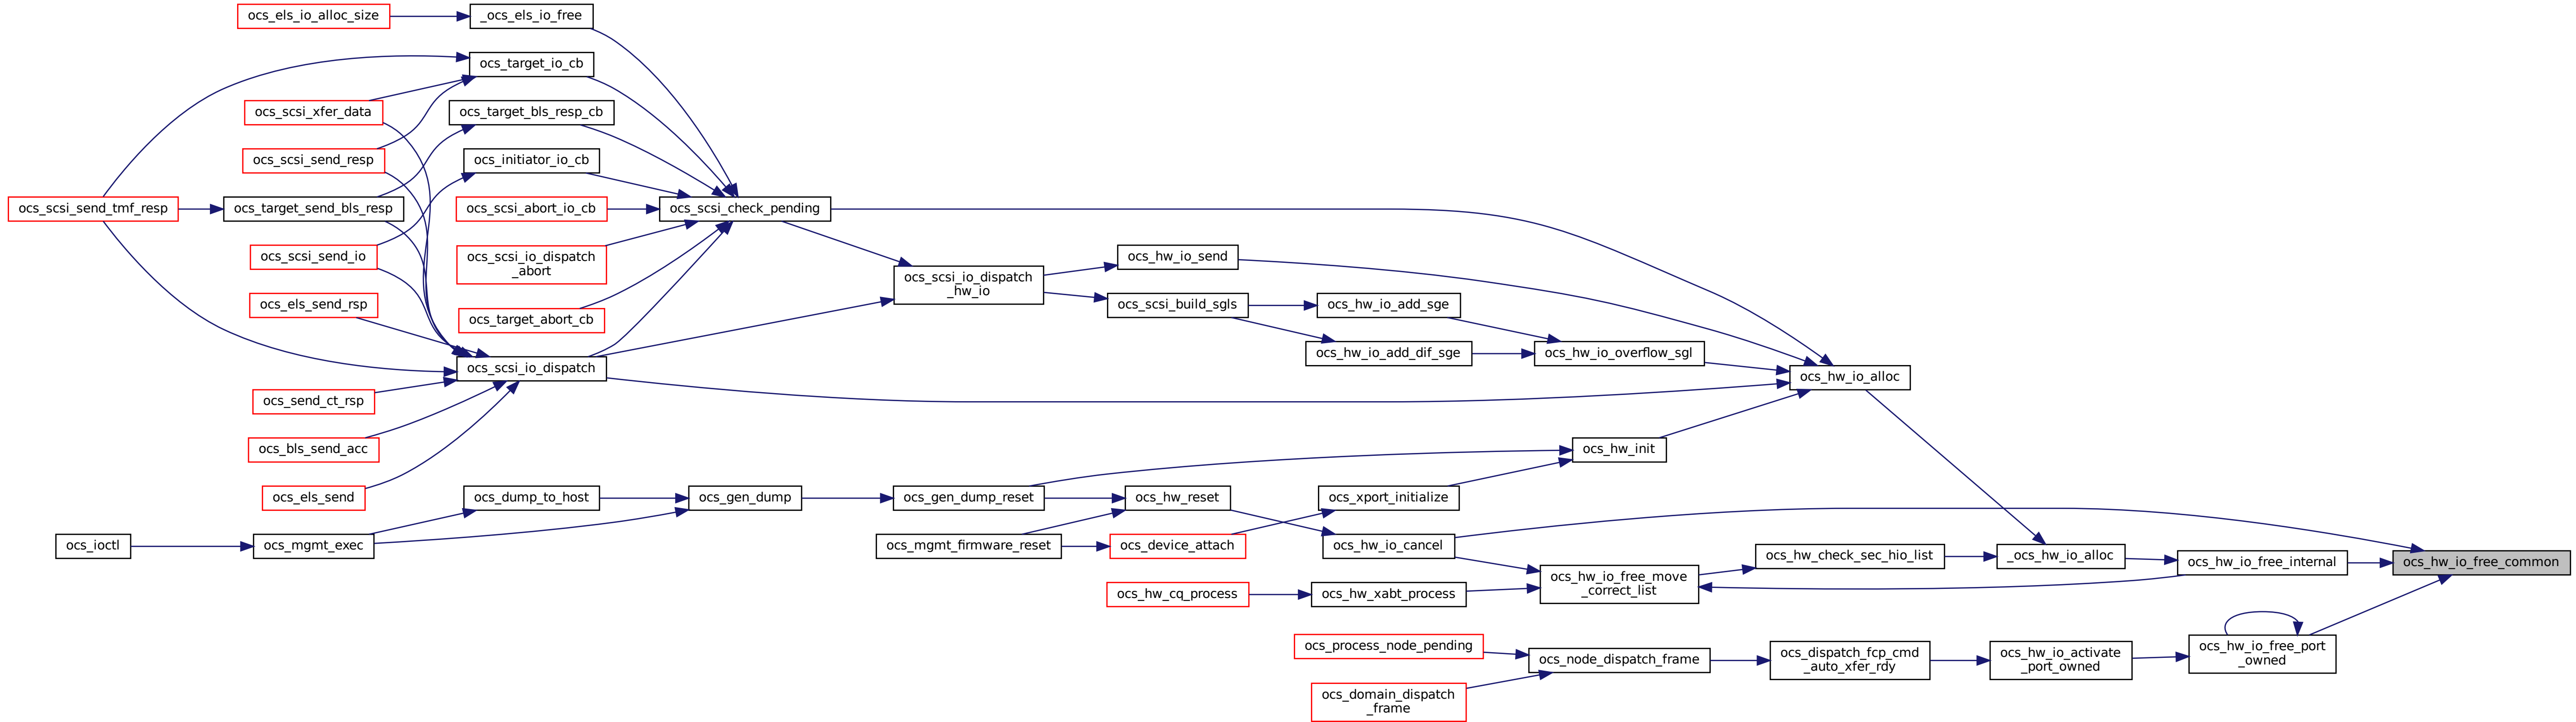 ocs_els_io_alloc_size
_ocs_els_io_free
ocs_target_io_cb
ocs_scsi_xfer_data
ocs_target_bls_resp_cb
ocs_scsi_send_resp
ocs_initiator_io_cb
ocs_scsi_send_tmf_resp
ocs_target_send_bls_resp
ocs_scsi_abort_io_cb
ocs_scsi_check_pending
ocs_scsi_send_io
ocs_scsi_io_dispatch
_abort
ocs_scsi_io_dispatch
_hw_io
ocs_hw_io_send
ocs_els_send_rsp
ocs_target_abort_cb
ocs_scsi_build_sgls
ocs_hw_io_add_sge
ocs_hw_io_add_dif_sge
ocs_hw_io_overflow_sgl
ocs_scsi_io_dispatch
ocs_hw_io_alloc
ocs_send_ct_rsp
ocs_bls_send_acc
ocs_hw_init
ocs_els_send
ocs_dump_to_host
ocs_gen_dump
ocs_gen_dump_reset
ocs_hw_reset
ocs_xport_initialize
ocs_ioctl
ocs_mgmt_exec
ocs_mgmt_firmware_reset
ocs_device_attach
ocs_hw_io_cancel
ocs_hw_check_sec_hio_list
_ocs_hw_io_alloc
ocs_hw_io_free_internal
ocs_hw_io_free_common
ocs_hw_cq_process
ocs_hw_xabt_process
ocs_hw_io_free_move
_correct_list
ocs_process_node_pending
ocs_node_dispatch_frame
ocs_dispatch_fcp_cmd
_auto_xfer_rdy
ocs_hw_io_activate
_port_owned
ocs_hw_io_free_port
_owned
ocs_domain_dispatch
_frame